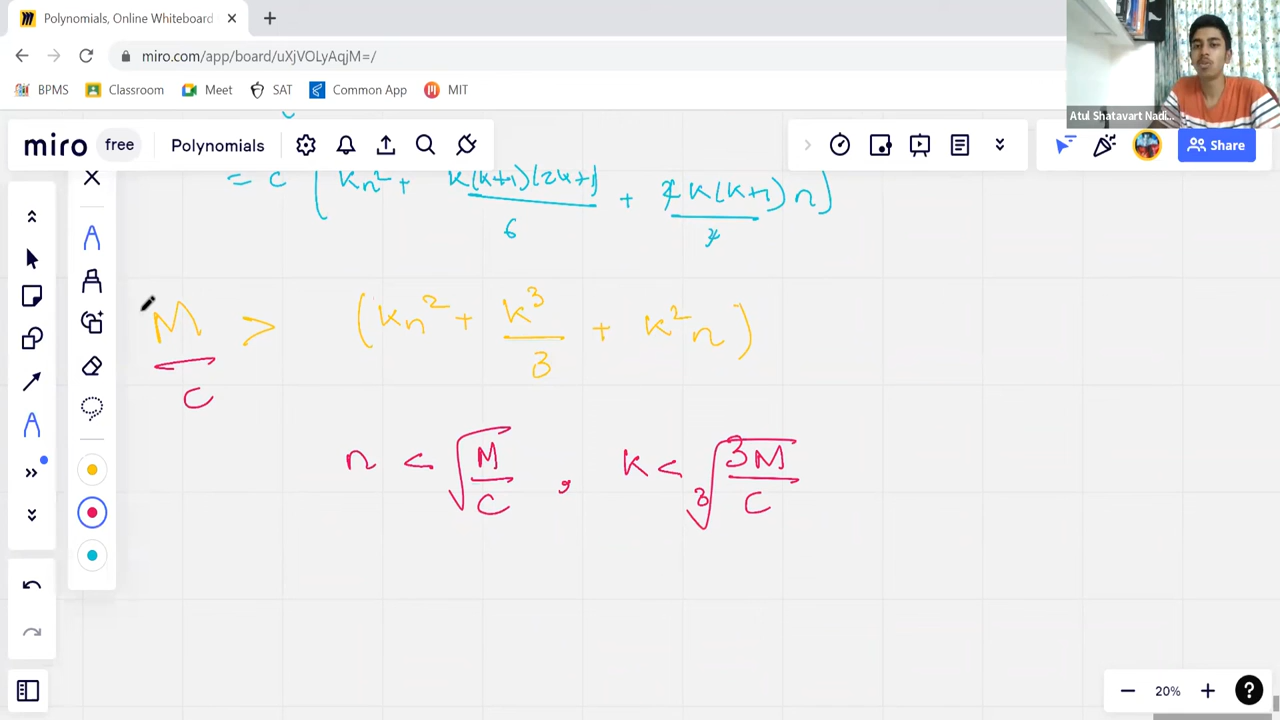 Polynomials, Online Whiteboard
miro.com/app/board/uXjVOLyAqjM=/
BPMS Classroom Meet SAT Common App MIT
Atul Shatavart Nadi...
miro free Polynomials
Share
= c (kn² + k(k+1)(2k+1)/6 + 2k(k+1)n/2)
M/C > (kn² + k³/3 + k²n)
n < √(M/C) , k < ∛(3M/C)
20%